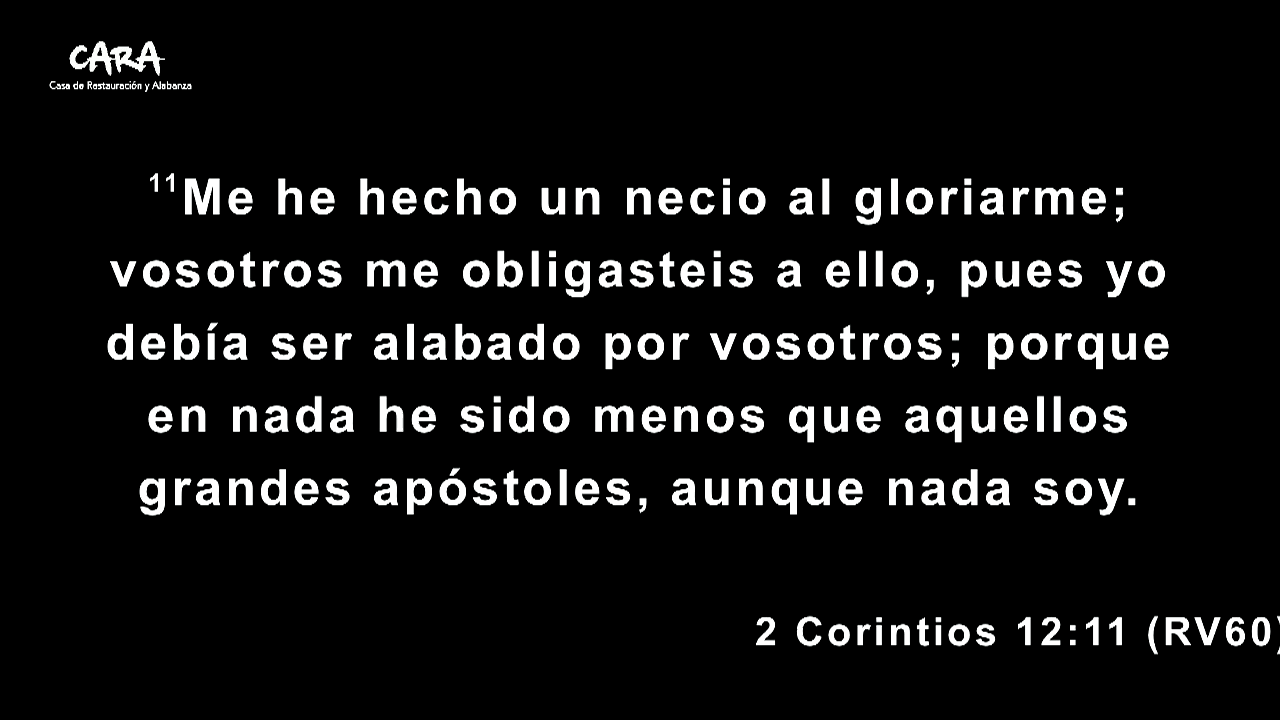 CARA
Casa de Restauración y Alabanza
11Me he hecho un necio al gloriarme;
vosotros me obligasteis a ello, pues yo
debía ser alabado por vosotros; porque
en nada he sido menos que aquellos
grandes apóstoles, aunque nada soy.
2 Corintios 12:11 (RV60)